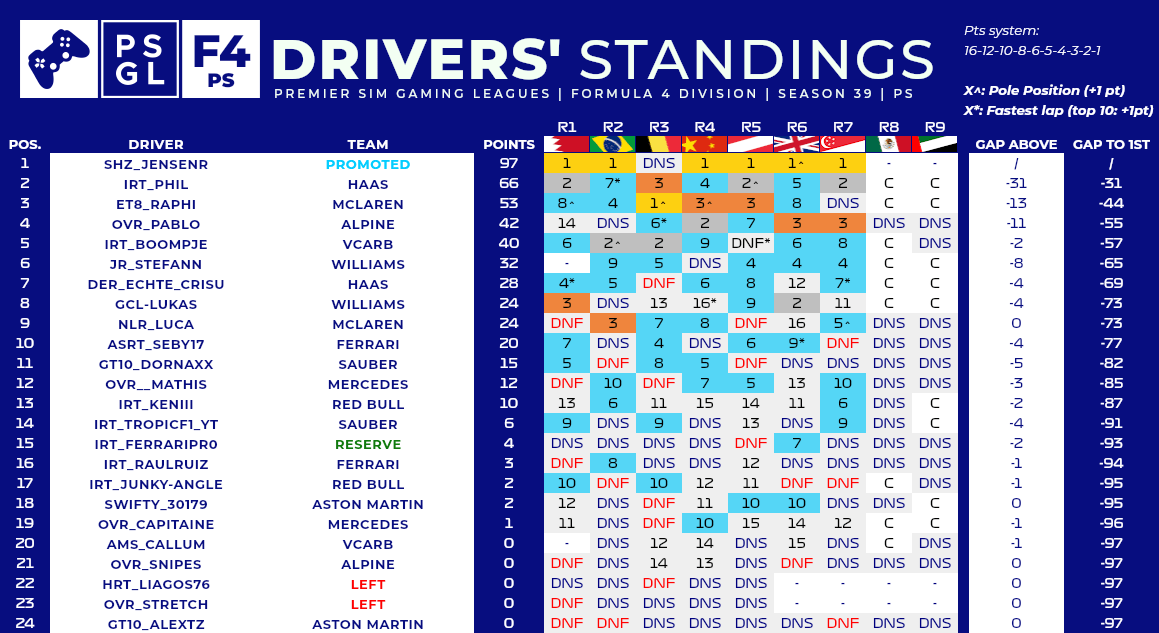 PS GL
F4 PS
DRIVERS' STANDINGS
PREMIER SIM GAMING LEAGUES | FORMULA 4 DIVISION | SEASON 39 | PS
Pts system:
16-12-10-8-6-5-4-3-2-1
X^: Pole Position (+1 pt)
X*: Fastest lap (top 10: +1pt)
R1 R2 R3 R4 R5 R6 R7 R8 R9
POS. DRIVER TEAM POINTS GAP ABOVE GAP TO 1ST
1 SHZ_JENSENR PROMOTED 97 1 1 DNS 1 1 1^ 1 - - / /
2 IRT_PHIL HAAS 66 2 7* 3 4 2^ 5 2 C C -31 -31
3 ET8_RAPHI MCLAREN 53 8^ 4 1^ 3^ 3 8 DNS C C -13 -44
4 OVR_PABLO ALPINE 42 14 DNS 6* 2 7 3 3 DNS DNS -11 -55
5 IRT_BOOMPJE VCARB 40 6 2^ 2 9 DNF* 6 8 C DNS -2 -57
6 JR_STEFANN WILLIAMS 32 - 9 5 DNS 4 4 4 C C -8 -65
7 DER_ECHTE_CRISU HAAS 28 4* 5 DNF 6 8 12 7* C C -4 -69
8 GCL-LUKAS WILLIAMS 24 3 DNS 13 16* 9 2 11 C C -4 -73
9 NLR_LUCA MCLAREN 24 DNF 3 7 8 DNF 16 5^ DNS DNS 0 -73
10 ASRT_SEBY17 FERRARI 20 7 DNS 4 DNS 6 9* DNF DNS DNS -4 -77
11 GT10_DORNAXX SAUBER 15 5 DNF 8 5 DNF DNS DNS DNS DNS -5 -82
12 OVR__MATHIS MERCEDES 12 DNF 10 DNF 7 5 13 10 DNS DNS -3 -85
13 IRT_KENIII RED BULL 10 13 6 11 15 14 11 6 DNS C -2 -87
14 IRT_TROPICF1_YT SAUBER 6 9 DNS 9 DNS 13 DNS 9 DNS C -4 -91
15 IRT_FERRARIPR0 RESERVE 4 DNS DNS DNS DNS DNF 7 DNS DNS DNS -2 -93
16 IRT_RAULRUIZ FERRARI 3 DNF 8 DNS DNS 12 DNS DNS DNS DNS -1 -94
17 IRT_JUNKY-ANGLE RED BULL 2 10 DNF 10 12 11 DNF DNF C DNS -1 -95
18 SWIFTY_30179 ASTON MARTIN 2 12 DNS DNF 11 10 10 DNS DNS C 0 -95
19 OVR_CAPITAINE MERCEDES 1 11 DNS DNF 10 15 14 12 C C -1 -96
20 AMS_CALLUM VCARB 0 - DNS 12 14 DNS 15 DNS C DNS -1 -97
21 OVR_SNIPES ALPINE 0 DNF DNS 14 13 DNS DNF DNS DNS DNS 0 -97
22 HRT_LIAGOS76 LEFT 0 DNS DNS DNF DNS DNS - - - - 0 -97
23 OVR_STRETCH LEFT 0 DNF DNS DNS DNS DNS - - - - 0 -97
24 GT10_ALEXTZ ASTON MARTIN 0 DNF DNF DNS DNS DNS DNS DNF DNS DNS 0 -97